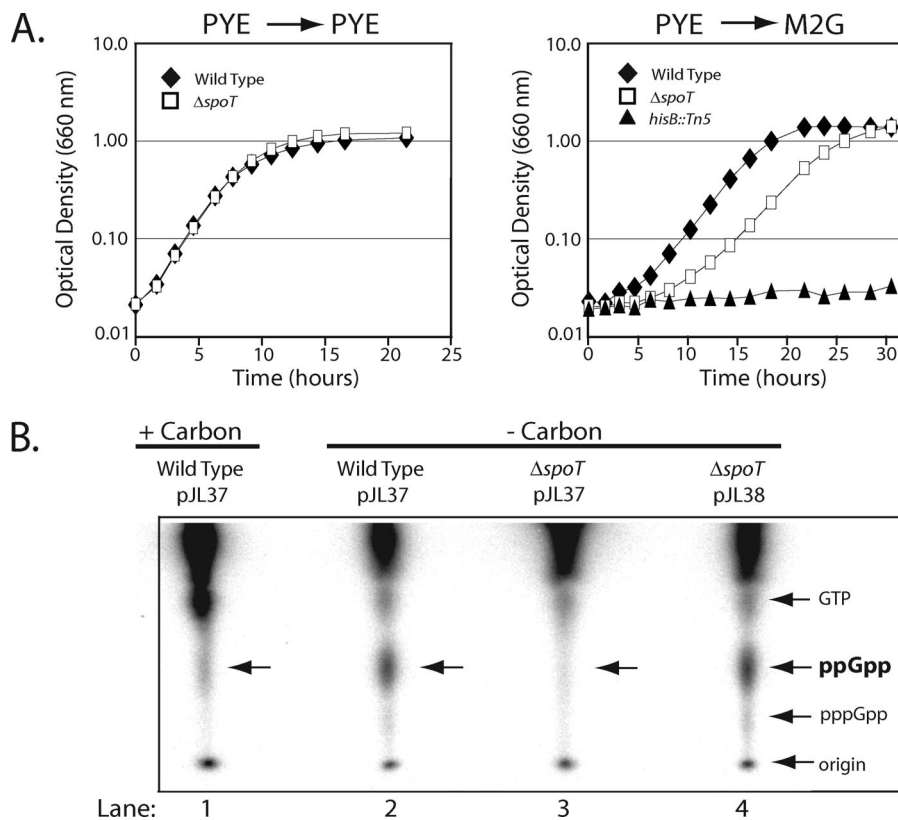 A.
PYE → PYE
PYE → M2G
Optical Density (660 nm)
10.0
1.00
0.10
0.01
Wild Type
ΔspoT
0 5 10 15 20 25
Time (hours)
Optical Density (660 nm)
10.0
1.00
0.10
0.01
Wild Type
ΔspoT
hisB::Tn5
0 5 10 15 20 25 30
Time (hours)
B.
+ Carbon
- Carbon
Wild Type Wild Type ΔspoT ΔspoT
pJL37 pJL37 pJL37 pJL38
GTP
ppGpp
pppGpp
origin
Lane: 1 2 3 4